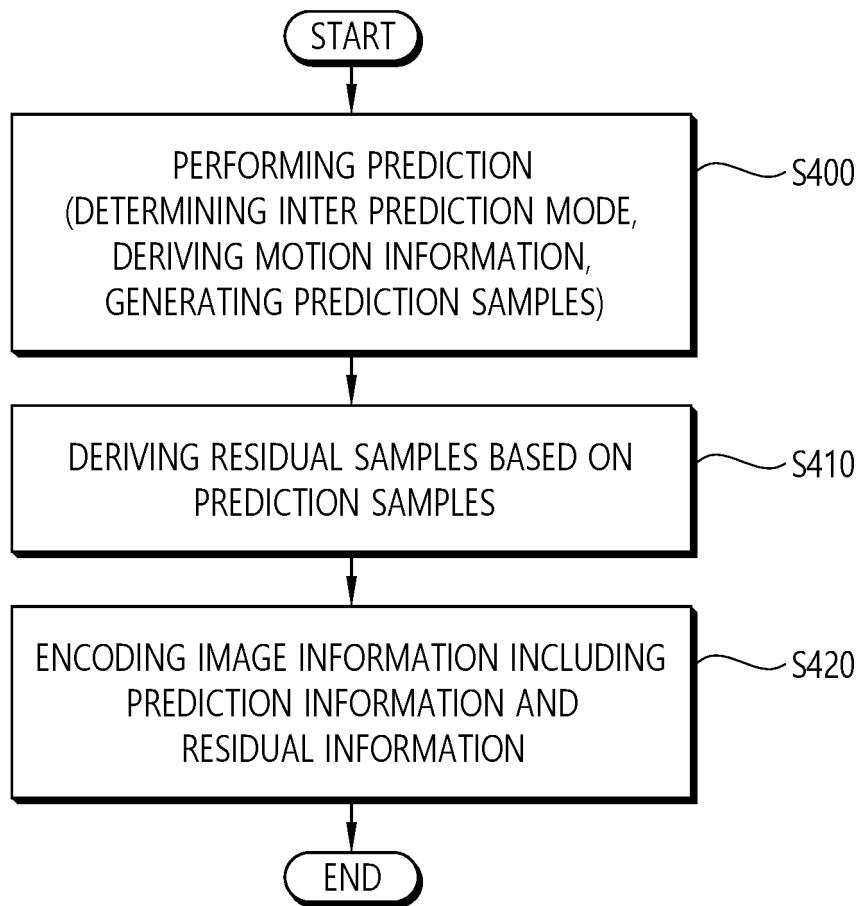 START
PERFORMING PREDICTION
(DETERMINING INTER PREDICTION MODE,
DERIVING MOTION INFORMATION,
GENERATING PREDICTION SAMPLES)
S400
DERIVING RESIDUAL SAMPLES BASED ON
PREDICTION SAMPLES
S410
ENCODING IMAGE INFORMATION INCLUDING
PREDICTION INFORMATION AND
RESIDUAL INFORMATION
S420
END